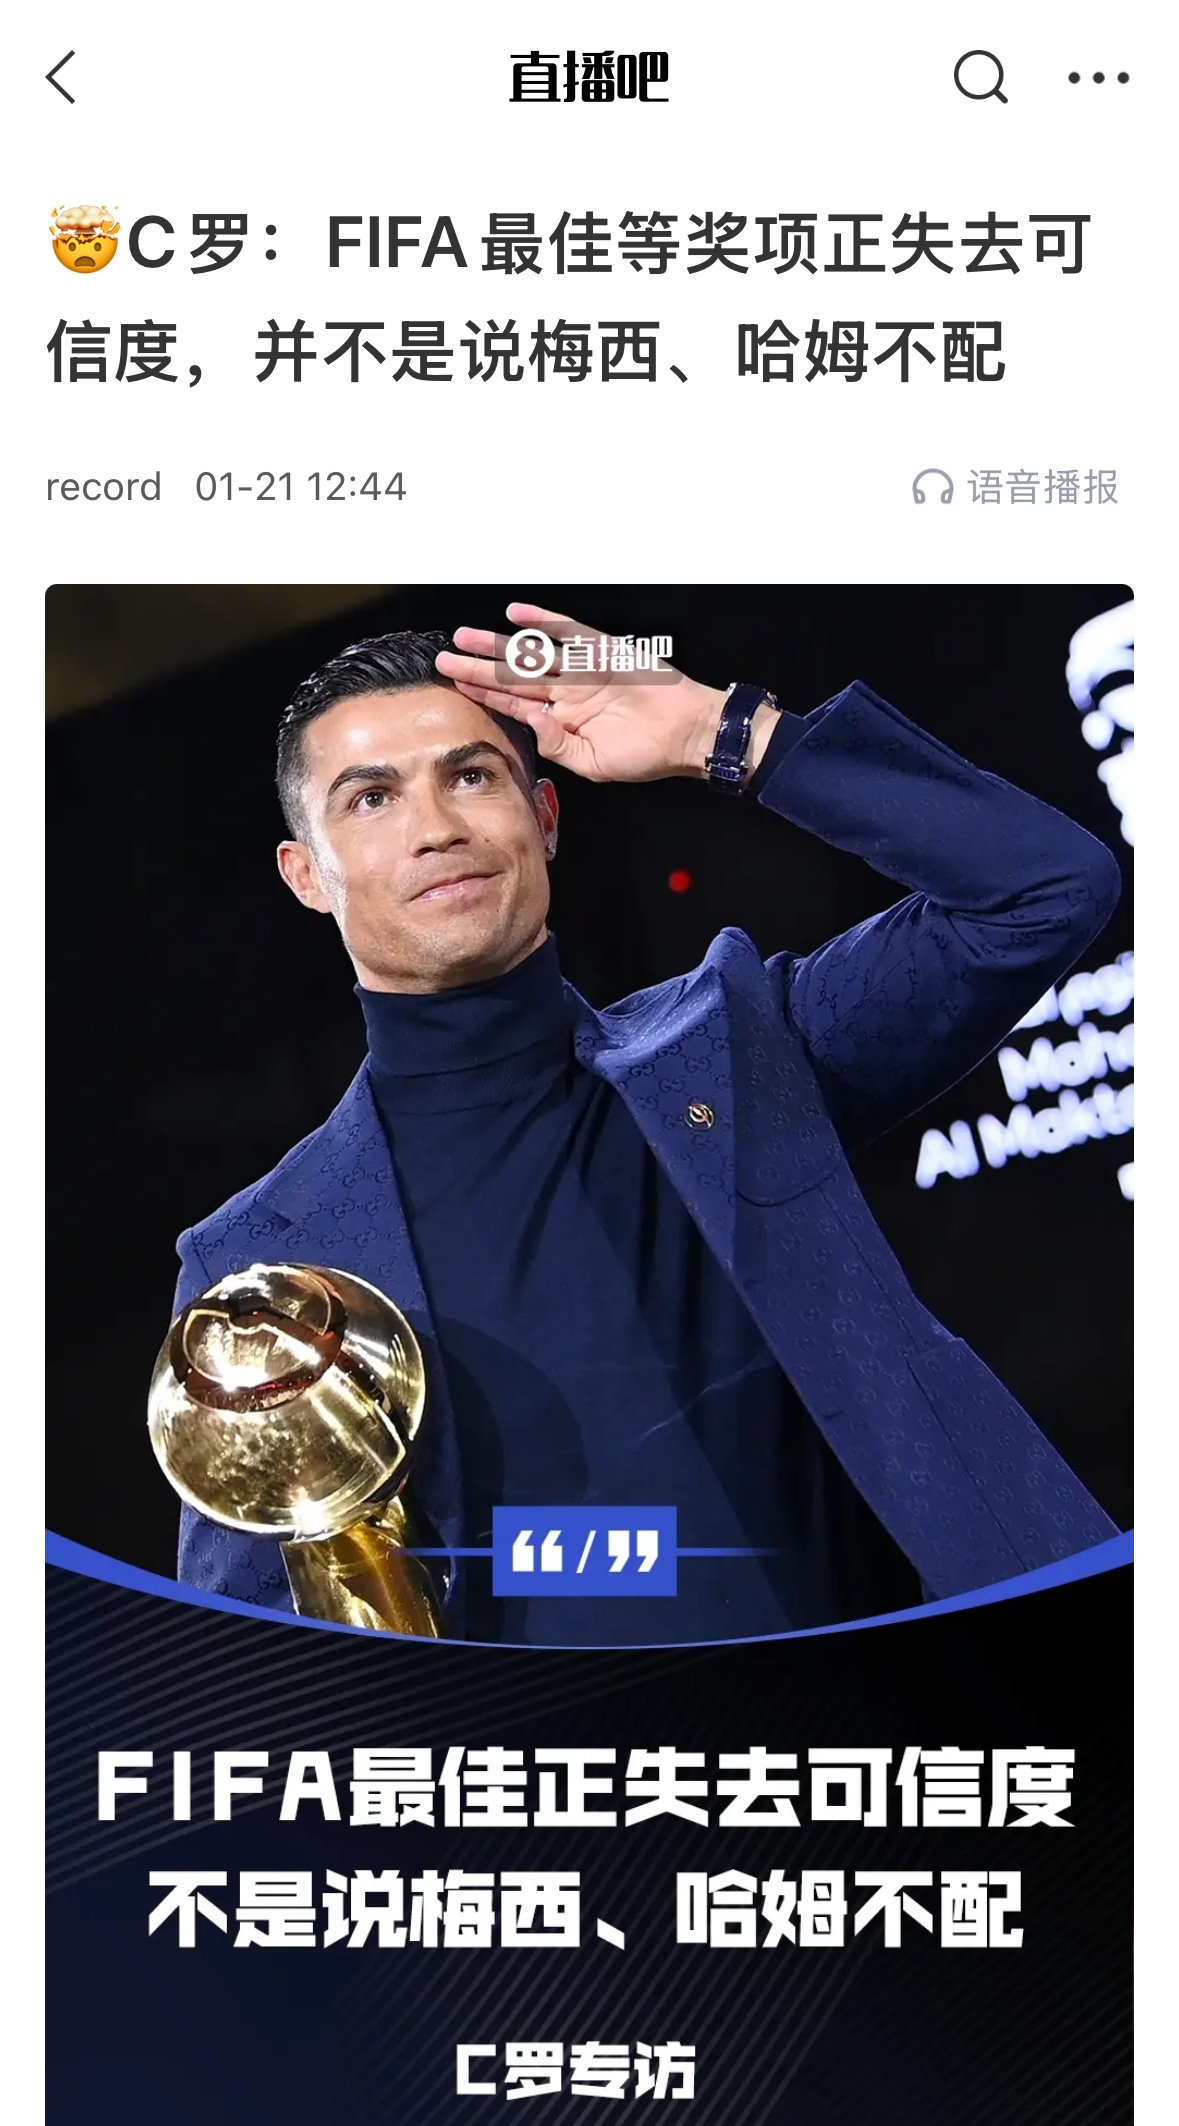 直播吧
🤯C罗：FIFA最佳等奖项正失去可
信度，并不是说梅西、哈姆不配
record 01-21 12:44
语音播报
8直播吧
Moha
Al Makto
“/”
FIFA最佳正失去可信度
不是说梅西、哈姆不配
C罗专访